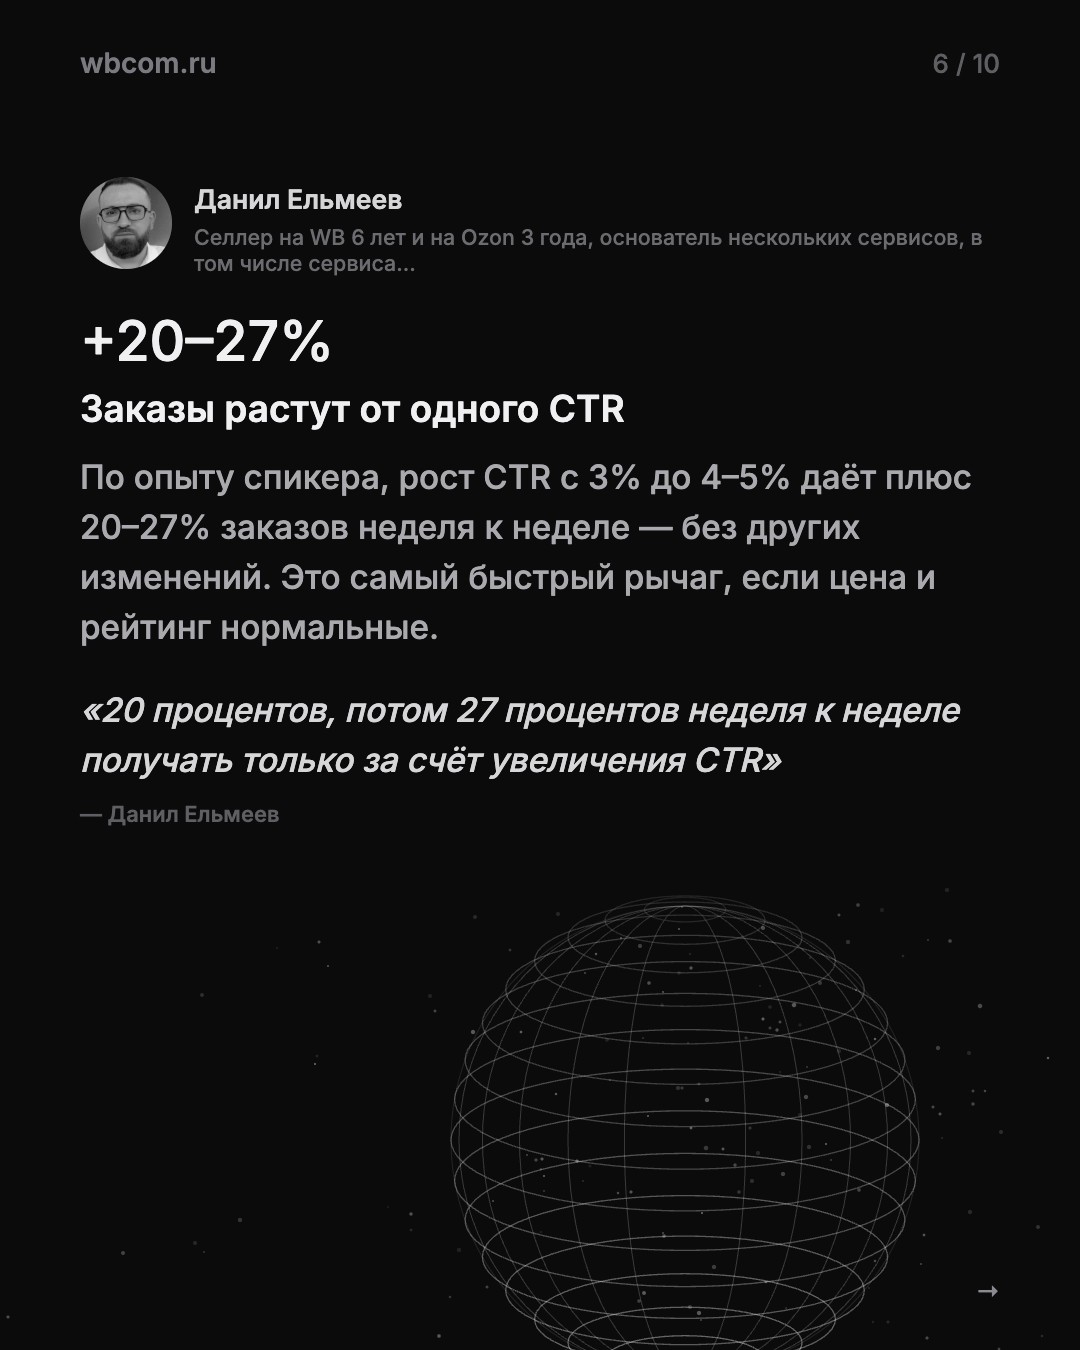 wbcom.ru
6 / 10
Данил Ельмеев
Селлер на WB 6 лет и на Ozon 3 года, основатель нескольких сервисов, в
том числе сервиса...
+20–27%
Заказы растут от одного CTR
По опыту спикера, рост CTR с 3% до 4–5% даёт плюс
20–27% заказов неделя к неделе — без других
изменений. Это самый быстрый рычаг, если цена и
рейтинг нормальные.
«20 процентов, потом 27 процентов неделя к неделе
получать только за счёт увеличения CTR»
— Данил Ельмеев
→